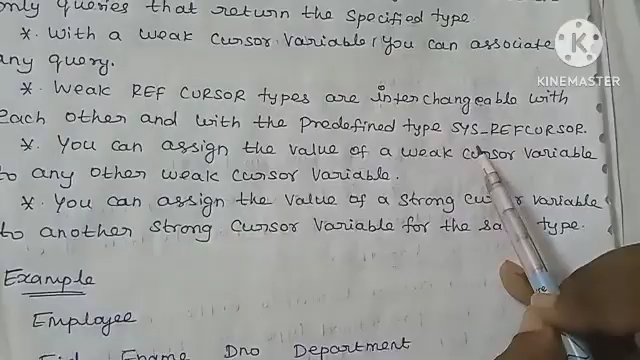 only queries that return the specified type
*. With a weak cursor variable, you can associate
any query.
*. Weak REF CURSOR types are interchangeable with
each other and with the predefined type SYS_REFCURSOR.
*. You can assign the value of a weak cursor variable
to any other weak cursor variable.
*. You can assign the value of a strong variable
to another strong cursor variable for the type.
Example
Employee
Eid Ename Dno Department
KINEMASTER